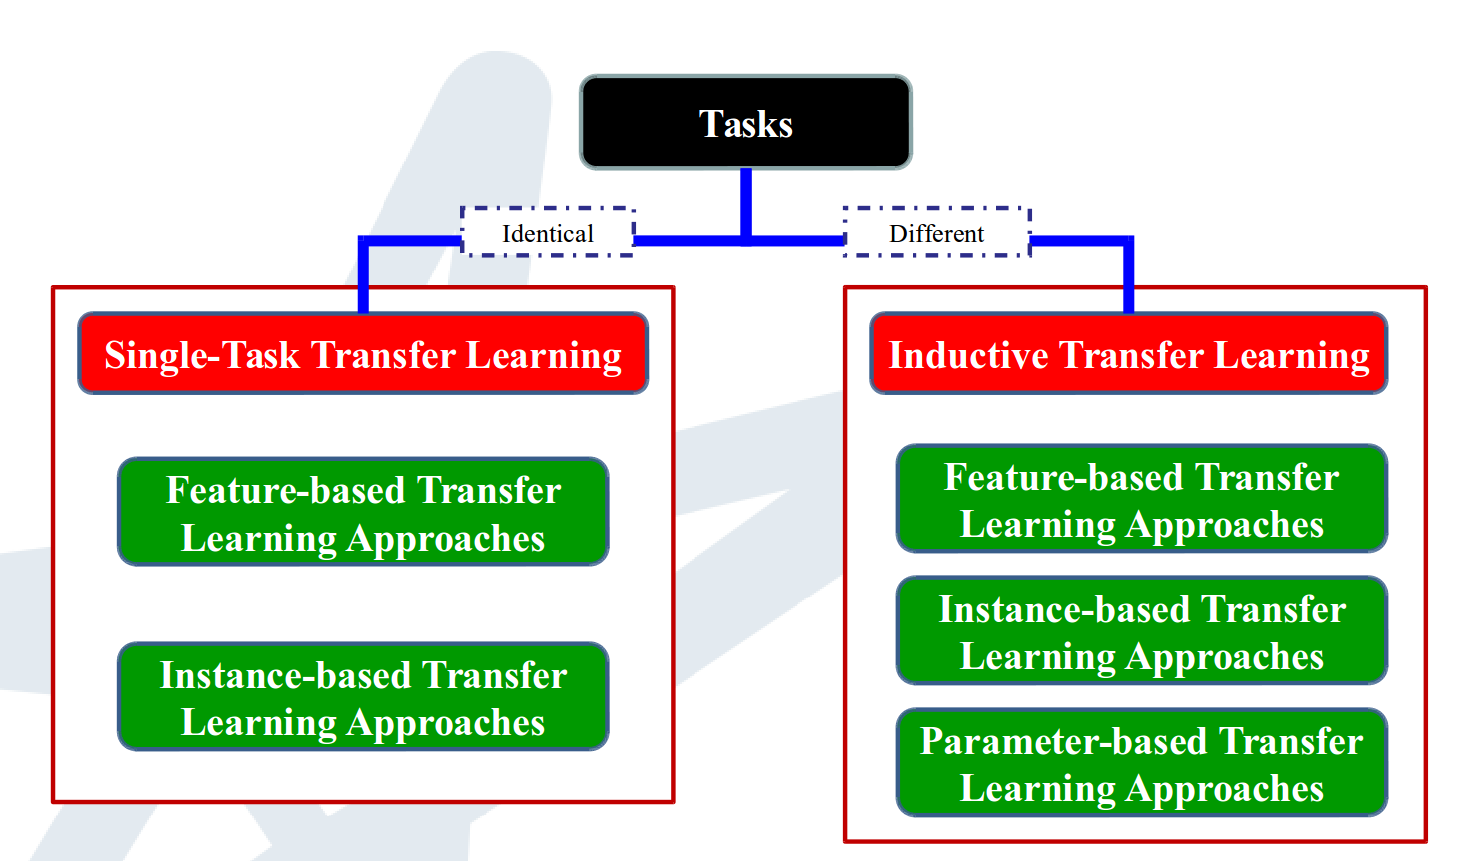 Tasks
Identical
Different
Single-Task Transfer Learning
Feature-based Transfer
Learning Approaches
Instance-based Transfer
Learning Approaches
Inductive Transfer Learning
Feature-based Transfer
Learning Approaches
Instance-based Transfer
Learning Approaches
Parameter-based Transfer
Learning Approaches